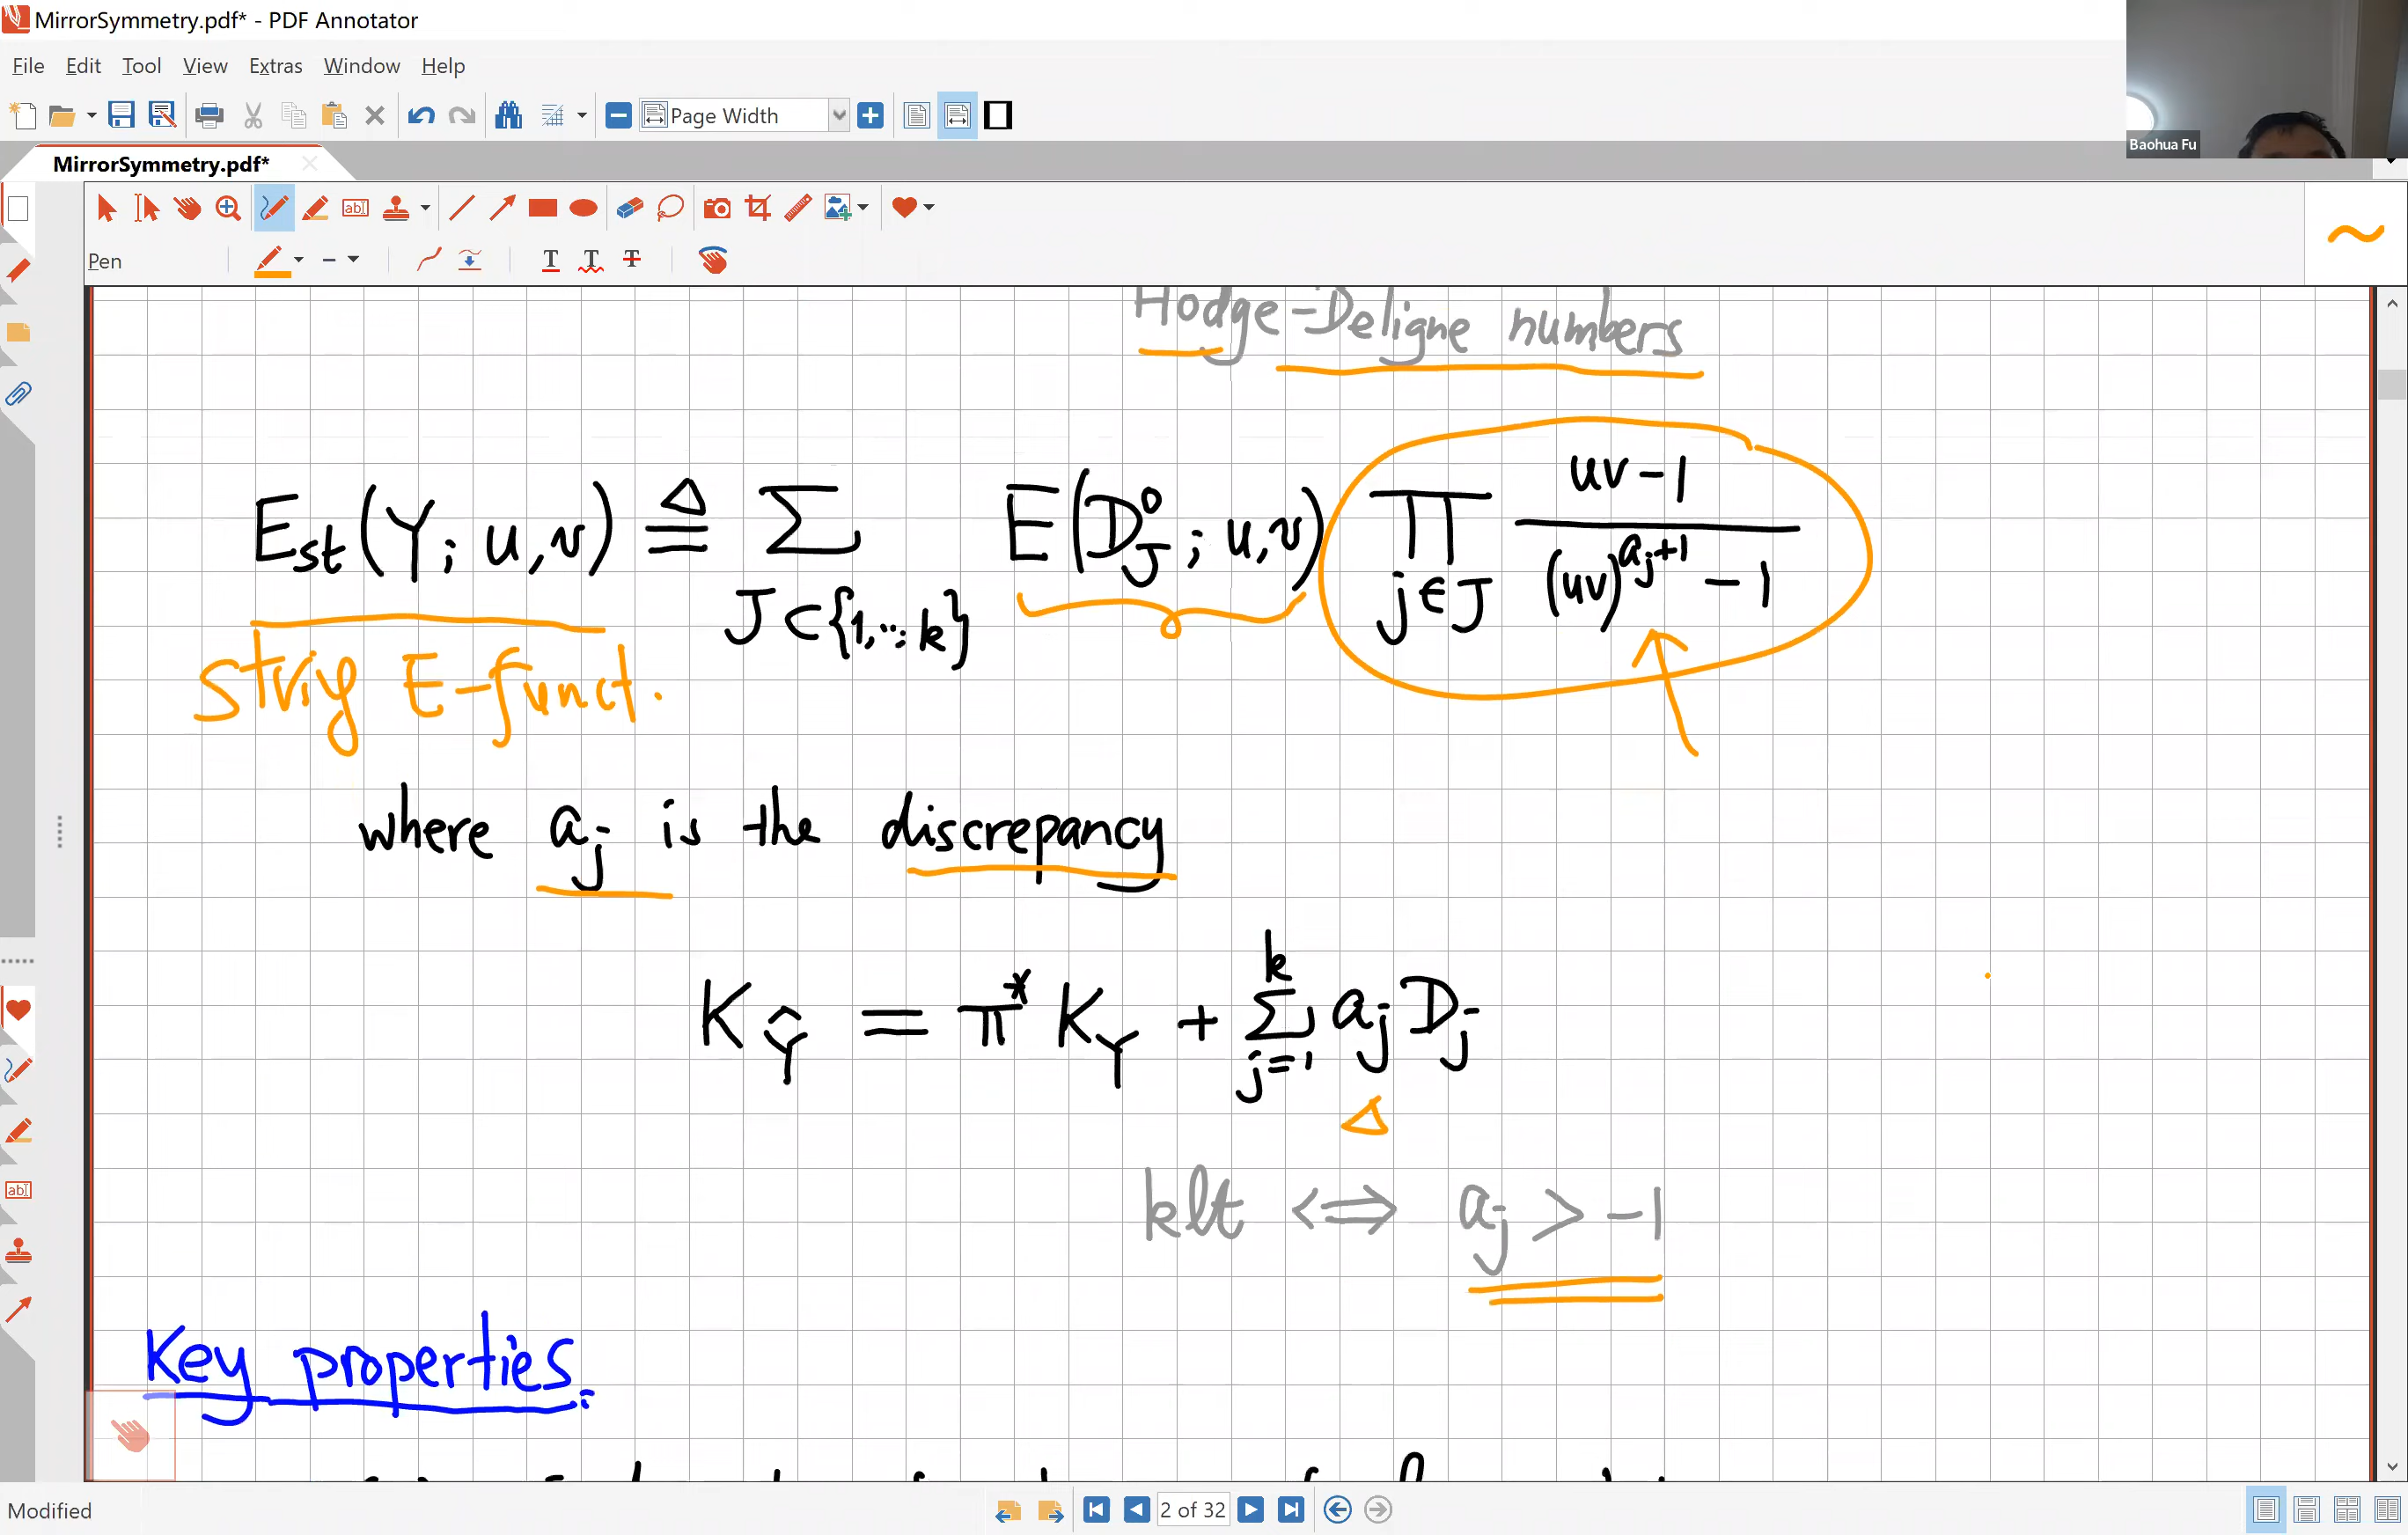 MirrorSymmetry.pdf* - PDF Annotator
File Edit Tool View Extras Window Help
Page Width
Baohua Fu
MirrorSymmetry.pdf*
Pen
Hodge-Deligne numbers
E_st(Y; u,v) ≜ Σ_{J⊂{1,...,k}} E(D_J^0; u,v) ∏_{j∈J} (uv-1)/((uv)^{a_j+1} - 1)
strig E-funct.
where a_j is the discrepancy
K_Ŷ = π* K_Y + Σ_{j=1}^{k} a_j D_j
Δ
klt ⟺ a_j > -1
Key properties:
Modified
2 of 32